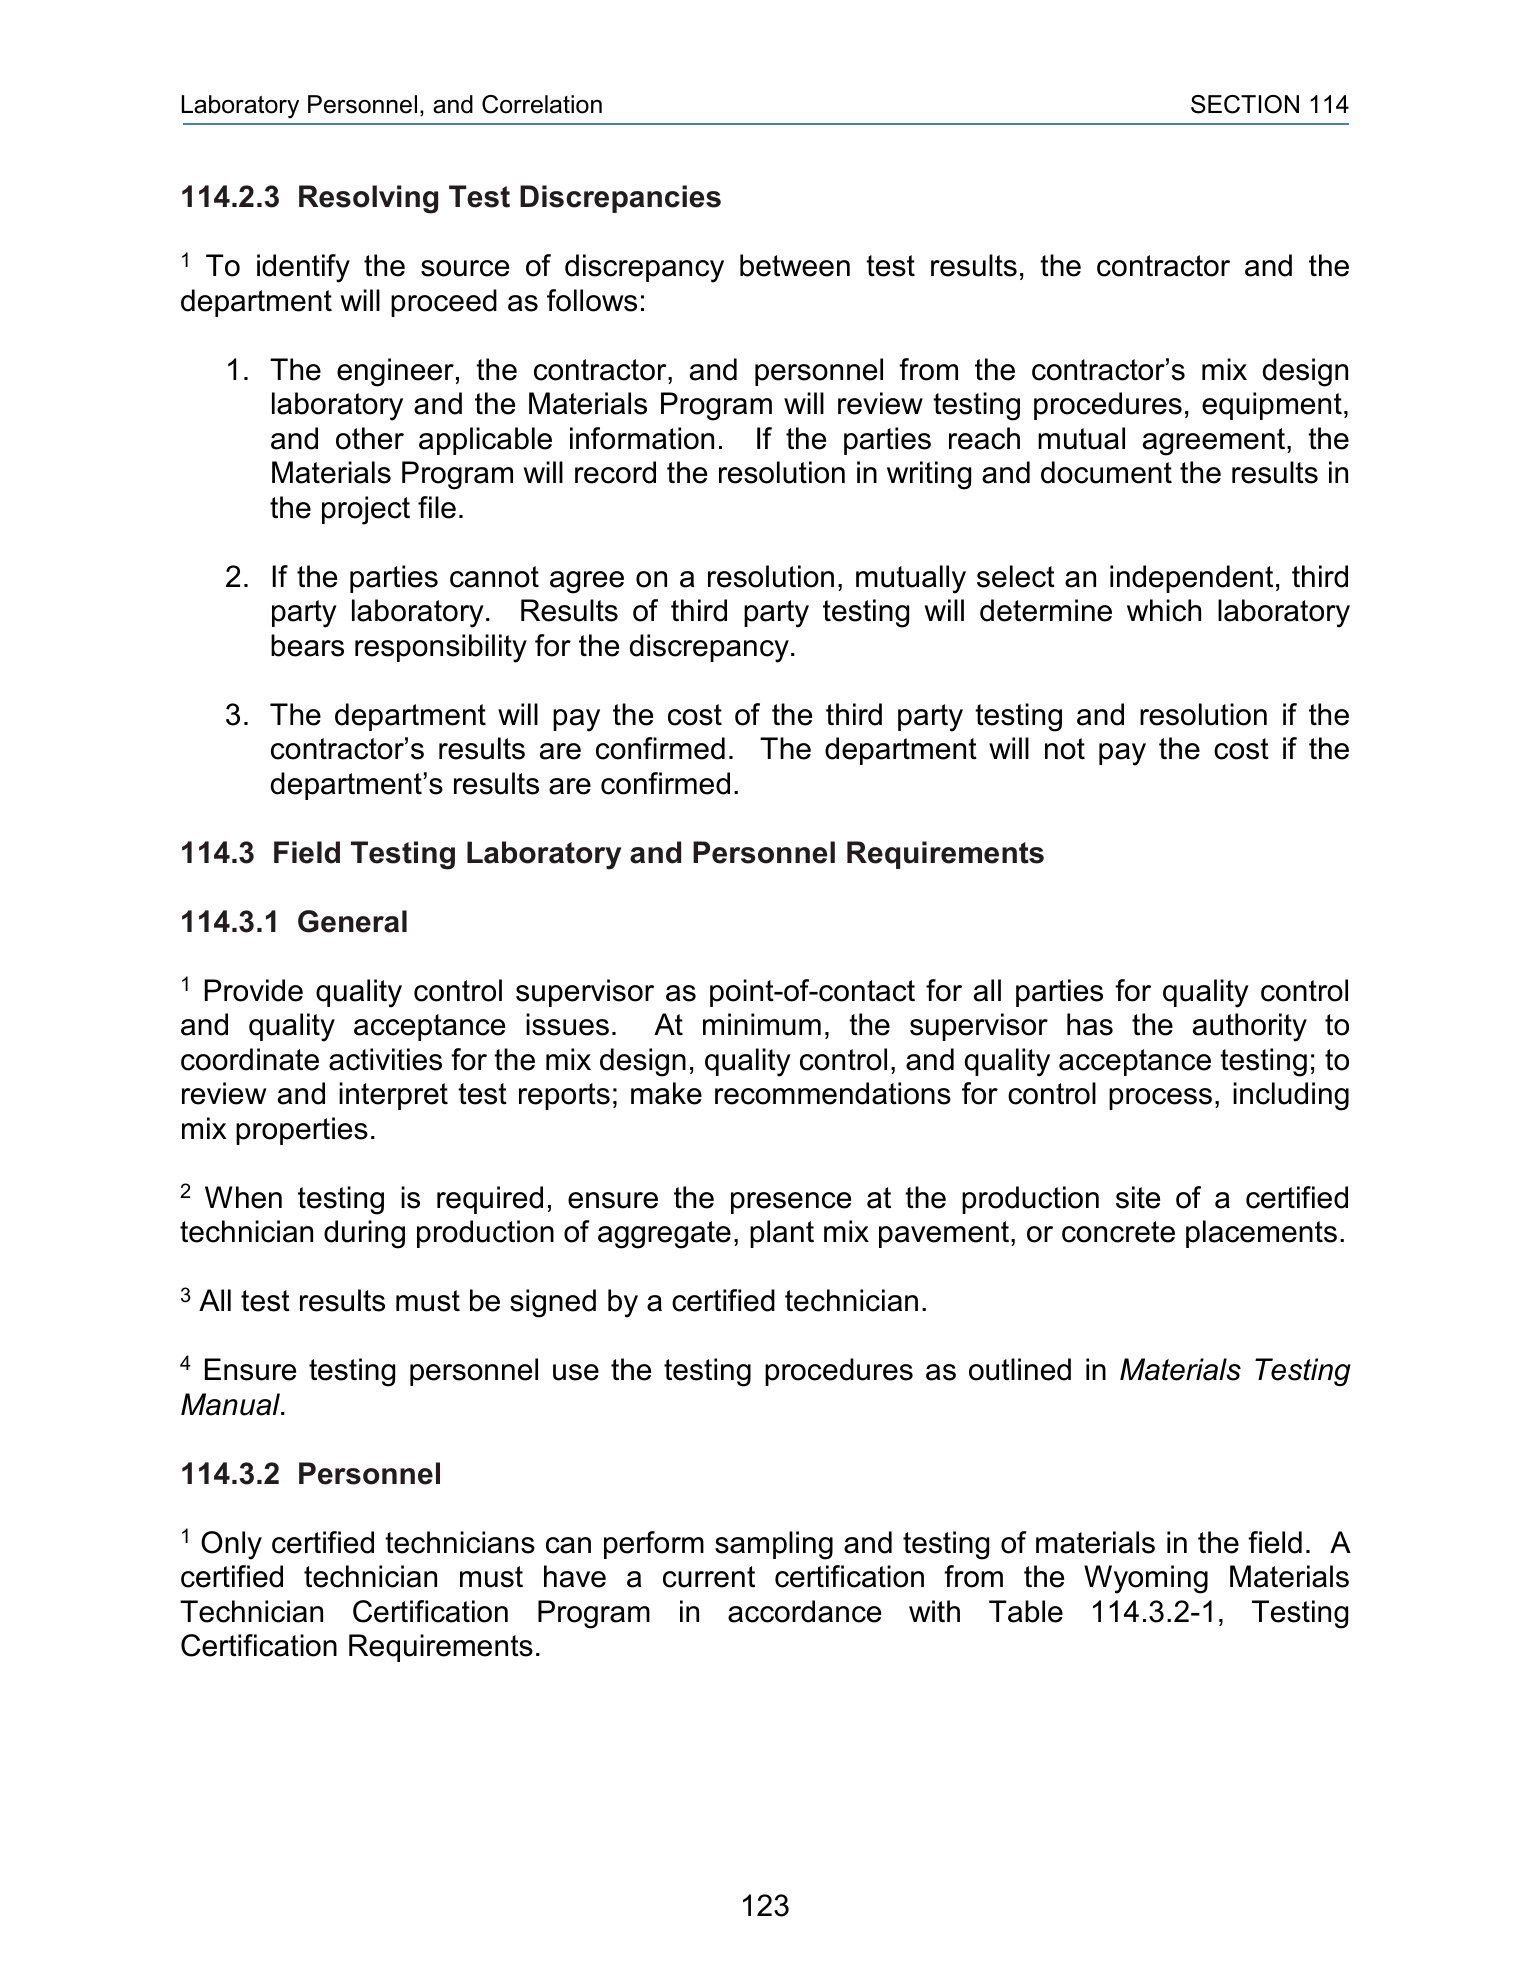 Laboratory Personnel, and Correlation SECTION 114
114.2.3 Resolving Test Discrepancies
1 To identify the source of discrepancy between test results, the contractor and the
department will proceed as follows:
1. The engineer, the contractor, and personnel from the contractor’s mix design
laboratory and the Materials Program will review testing procedures, equipment,
and other applicable information. If the parties reach mutual agreement, the
Materials Program will record the resolution in writing and document the results in
the project file.
2. If the parties cannot agree on a resolution, mutually select an independent, third
party laboratory. Results of third party testing will determine which laboratory
bears responsibility for the discrepancy.
3. The department will pay the cost of the third party testing and resolution if the
contractor’s results are confirmed. The department will not pay the cost if the
department’s results are confirmed.
114.3 Field Testing Laboratory and Personnel Requirements
114.3.1 General
1 Provide quality control supervisor as point-of-contact for all parties for quality control
and quality acceptance issues. At minimum, the supervisor has the authority to
coordinate activities for the mix design, quality control, and quality acceptance testing; to
review and interpret test reports; make recommendations for control process, including
mix properties.
2 When testing is required, ensure the presence at the production site of a certified
technician during production of aggregate, plant mix pavement, or concrete placements.
3 All test results must be signed by a certified technician.
4 Ensure testing personnel use the testing procedures as outlined in Materials Testing
Manual.
114.3.2 Personnel
1 Only certified technicians can perform sampling and testing of materials in the field. A
certified technician must have a current certification from the Wyoming Materials
Technician Certification Program in accordance with Table 114.3.2-1, Testing
Certification Requirements.
123